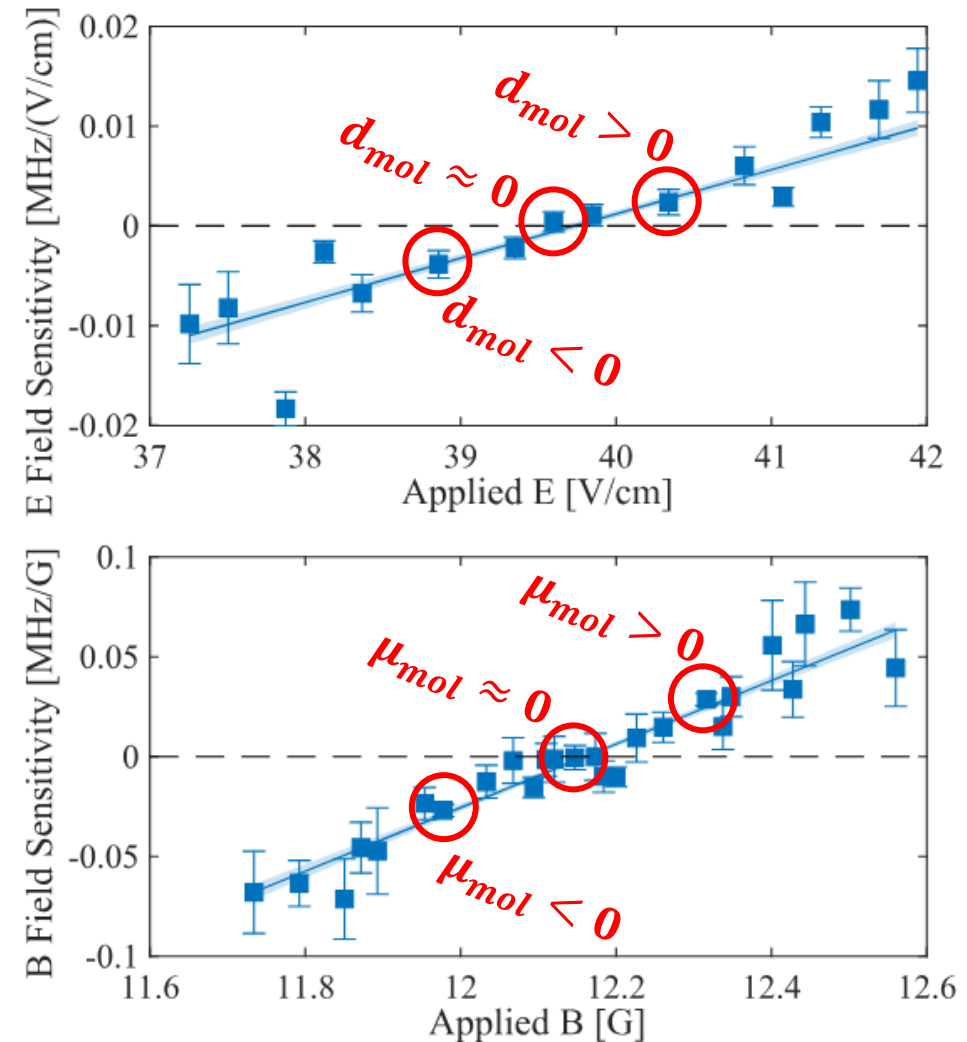 E Field Sensitivity [MHz/(V/cm)]
0.02
0.01
0
-0.01
-0.02
d_mol > 0
d_mol ≈ 0
d_mol < 0
37 38 39 40 41 42
Applied E [V/cm]
B Field Sensitivity [MHz/G]
0.1
0.05
0
-0.05
-0.1
μ_mol > 0
μ_mol ≈ 0
μ_mol < 0
11.6 11.8 12 12.2 12.4 12.6
Applied B [G]